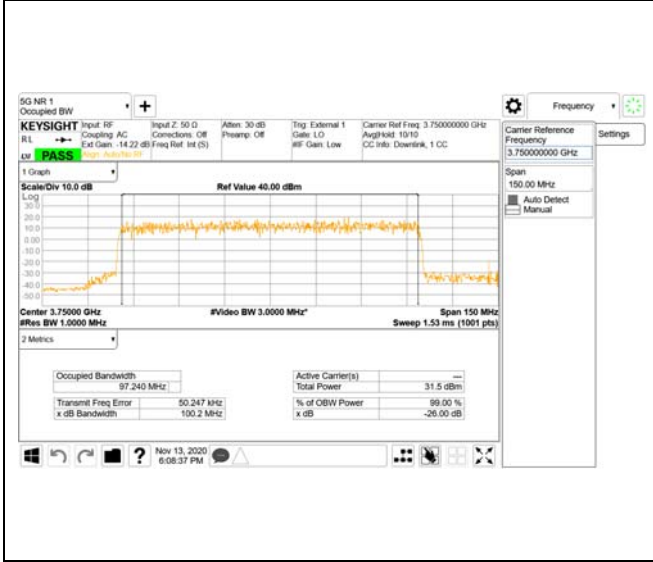 5G NR 1
Occupied BW
+
Frequency
KEYSIGHT
R L
PASS
Input: RF
Coupling: AC
Ext Gain: -14.22 dB
Align: Auto/No RF
Input Z: 50 Ω
Corrections: Off
Freq Ref: Int (S)
Atten: 30 dB
Preamp: Off
Trig: External 1
Gate: LO
#IF Gain: Low
Carrier Ref Freq: 3.750000000 GHz
Avg|Hold: 10/10
CC Info: Downlink, 1 CC
Carrier Reference
Frequency
3.750000000 GHz
Settings
Span
150.00 MHz
Auto Detect
Manual
1 Graph
Scale/Div 10.0 dB
Ref Value 40.00 dBm
Log
30.0
20.0
10.0
0.00
-10.0
-20.0
-30.0
-40.0
-50.0
Center 3.75000 GHz
#Video BW 3.0000 MHz*
Span 150 MHz
#Res BW 1.0000 MHz
Sweep 1.53 ms (1001 pts)
2 Metrics
Occupied Bandwidth
97.240 MHz
Active Carrier(s)
---
Total Power
31.5 dBm
Transmit Freq Error
50.247 kHz
% of OBW Power
99.00 %
x dB Bandwidth
100.2 MHz
x dB
-26.00 dB
?
Nov 13, 2020
6:08:37 PM